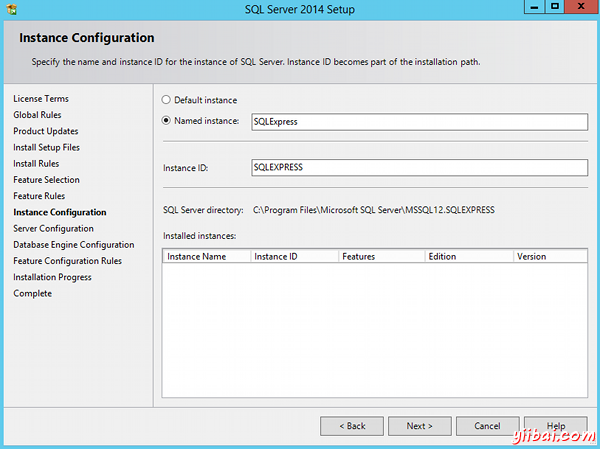 SQL Server 2014 Setup
Instance Configuration
Specify the name and instance ID for the instance of SQL Server. Instance ID becomes part of the installation path.
License Terms
Global Rules
Product Updates
Install Setup Files
Install Rules
Feature Selection
Feature Rules
Instance Configuration
Server Configuration
Database Engine Configuration
Feature Configuration Rules
Installation Progress
Complete
Default instance
Named instance: SQLExpress
Instance ID: SQLEXPRESS
SQL Server directory: C:\Program Files\Microsoft SQL Server\MSSQL12.SQLEXPRESS
Installed instances:
Instance Name Instance ID Features Edition Version
< Back Next > Cancel Help
yiibai.com